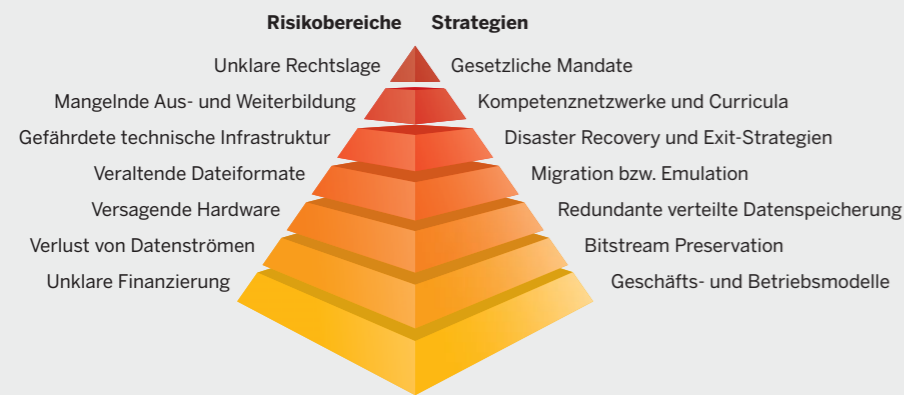 Risikobereiche Strategien
Unklare Rechtslage Gesetzliche Mandate
Mangelnde Aus- und Weiterbildung Kompetenznetzwerke und Curricula
Gefährdete technische Infrastruktur Disaster Recovery und Exit-Strategien
Veraltende Dateiformate Migration bzw. Emulation
Versagende Hardware Redundante verteilte Datenspeicherung
Verlust von Datenströmen Bitstream Preservation
Unklare Finanzierung Geschäfts- und Betriebsmodelle